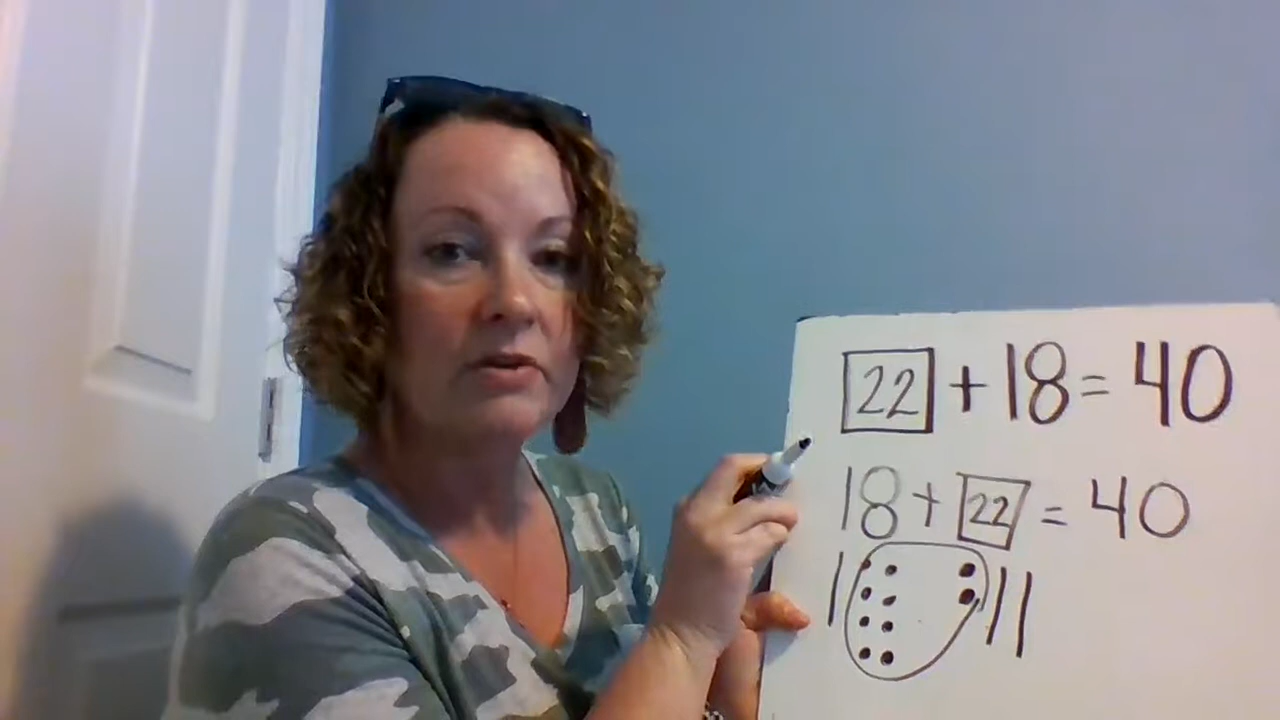 22 + 18 = 40
18 + 22 = 40